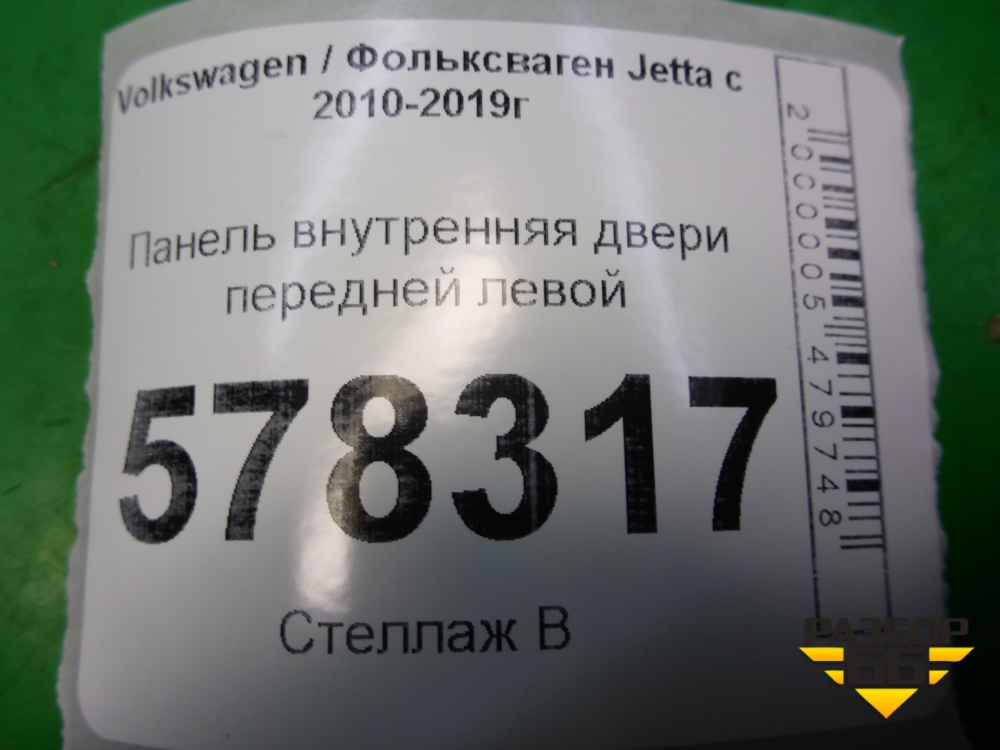 Volkswagen / Фольксваген Jetta с
2010-2019г
Панель внутренняя двери
передней левой
578317
Стеллаж В
2000005479748
РАЗБОР
66